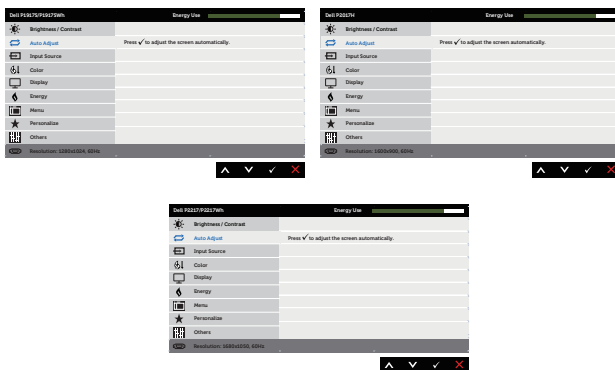 Dell P1917S/P1917SWh Energy Use
Brightness / Contrast
Auto Adjust Press ✓ to adjust the screen automatically.
Input Source
Color
Display
Energy
Menu
Personalize
Others
Resolution: 1280x1024, 60Hz
Dell P2017H Energy Use
Brightness / Contrast
Auto Adjust Press ✓ to adjust the screen automatically.
Input Source
Color
Display
Energy
Menu
Personalize
Others
Resolution: 1600x900, 60Hz
Dell P2217/P2217Wh Energy Use
Brightness / Contrast
Auto Adjust Press ✓ to adjust the screen automatically.
Input Source
Color
Display
Energy
Menu
Personalize
Others
Resolution: 1680x1050, 60Hz